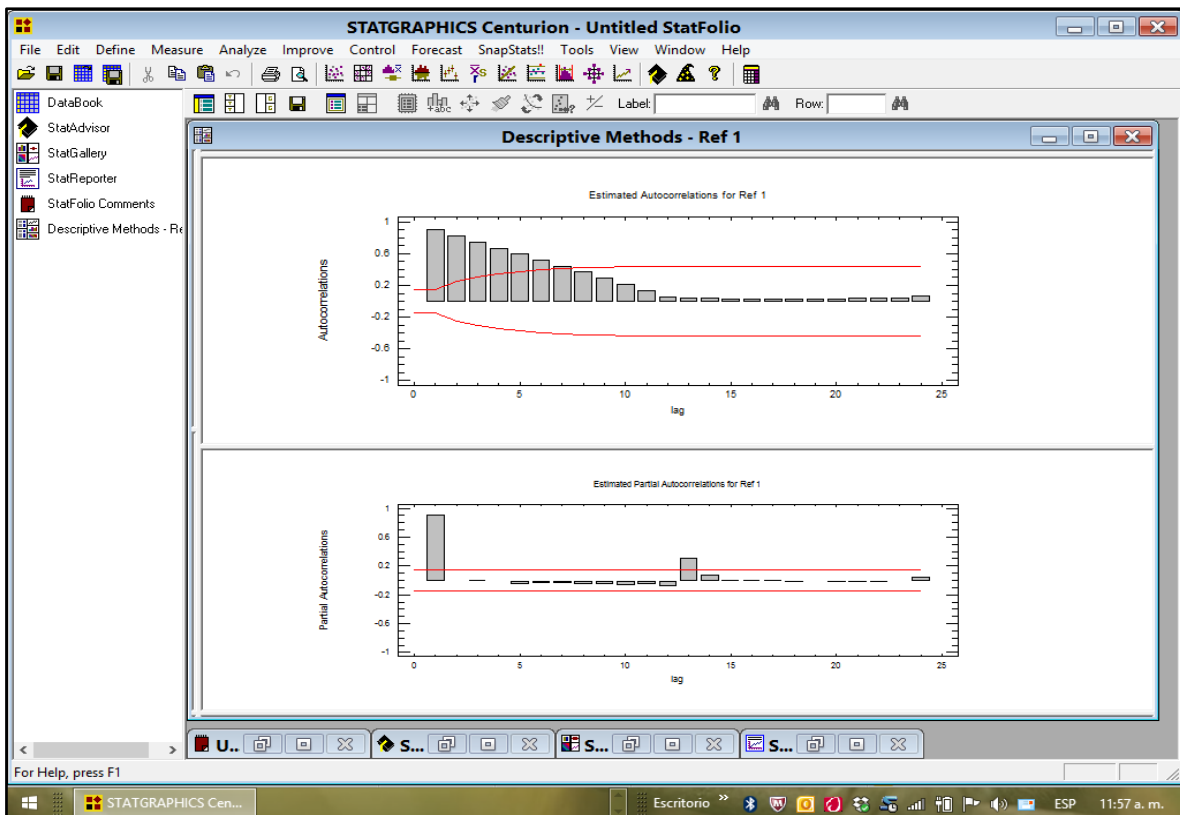 STATGRAPHICS Centurion - Untitled StatFolio
File Edit Define Measure Analyze Improve Control Forecast SnapStats!! Tools View Window Help
Label: Row:
DataBook
StatAdvisor
StatGallery
StatReporter
StatFolio Comments
Descriptive Methods - Re
Descriptive Methods - Ref 1
Estimated Autocorrelations for Ref 1
Autocorrelations
1
0.6
0.2
-0.2
-0.6
-1
0 5 10 15 20 25
lag
Estimated Partial Autocorrelations for Ref 1
Partial Autocorrelations
1
0.6
0.2
-0.2
-0.6
-1
0 5 10 15 20 25
lag
U... S... S... S...
For Help, press F1
STATGRAPHICS Cen... Escritorio » ESP 11:57 a. m.